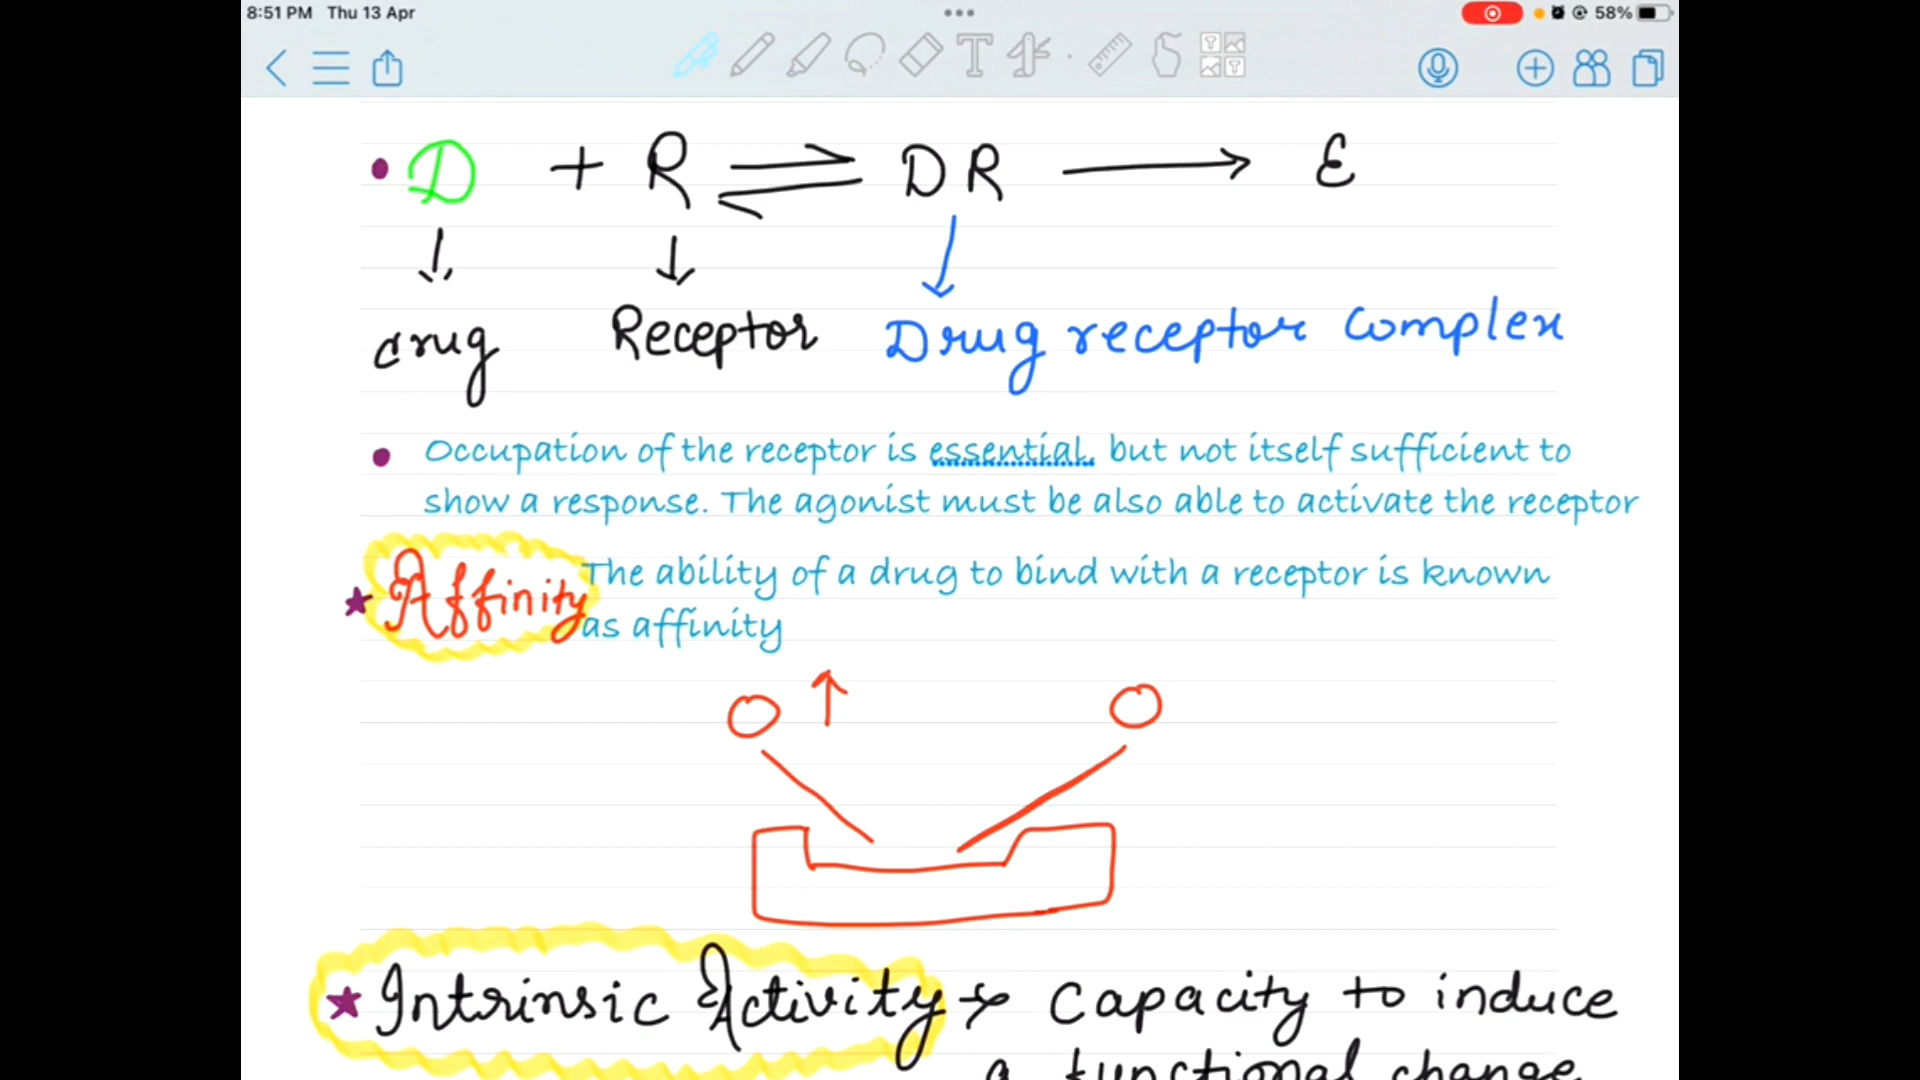 8:51 PM Thu 13 Apr
58%
D + R ⇌ DR → E
↓ ↓ ↓
drug Receptor Drug receptor complex
Occupation of the receptor is essential, but not itself sufficient to
show a response. The agonist must be also able to activate the receptor
Affinity The ability of a drug to bind with a receptor is known
as affinity
↑
Intrinsic Activity → Capacity to induce
a functional change